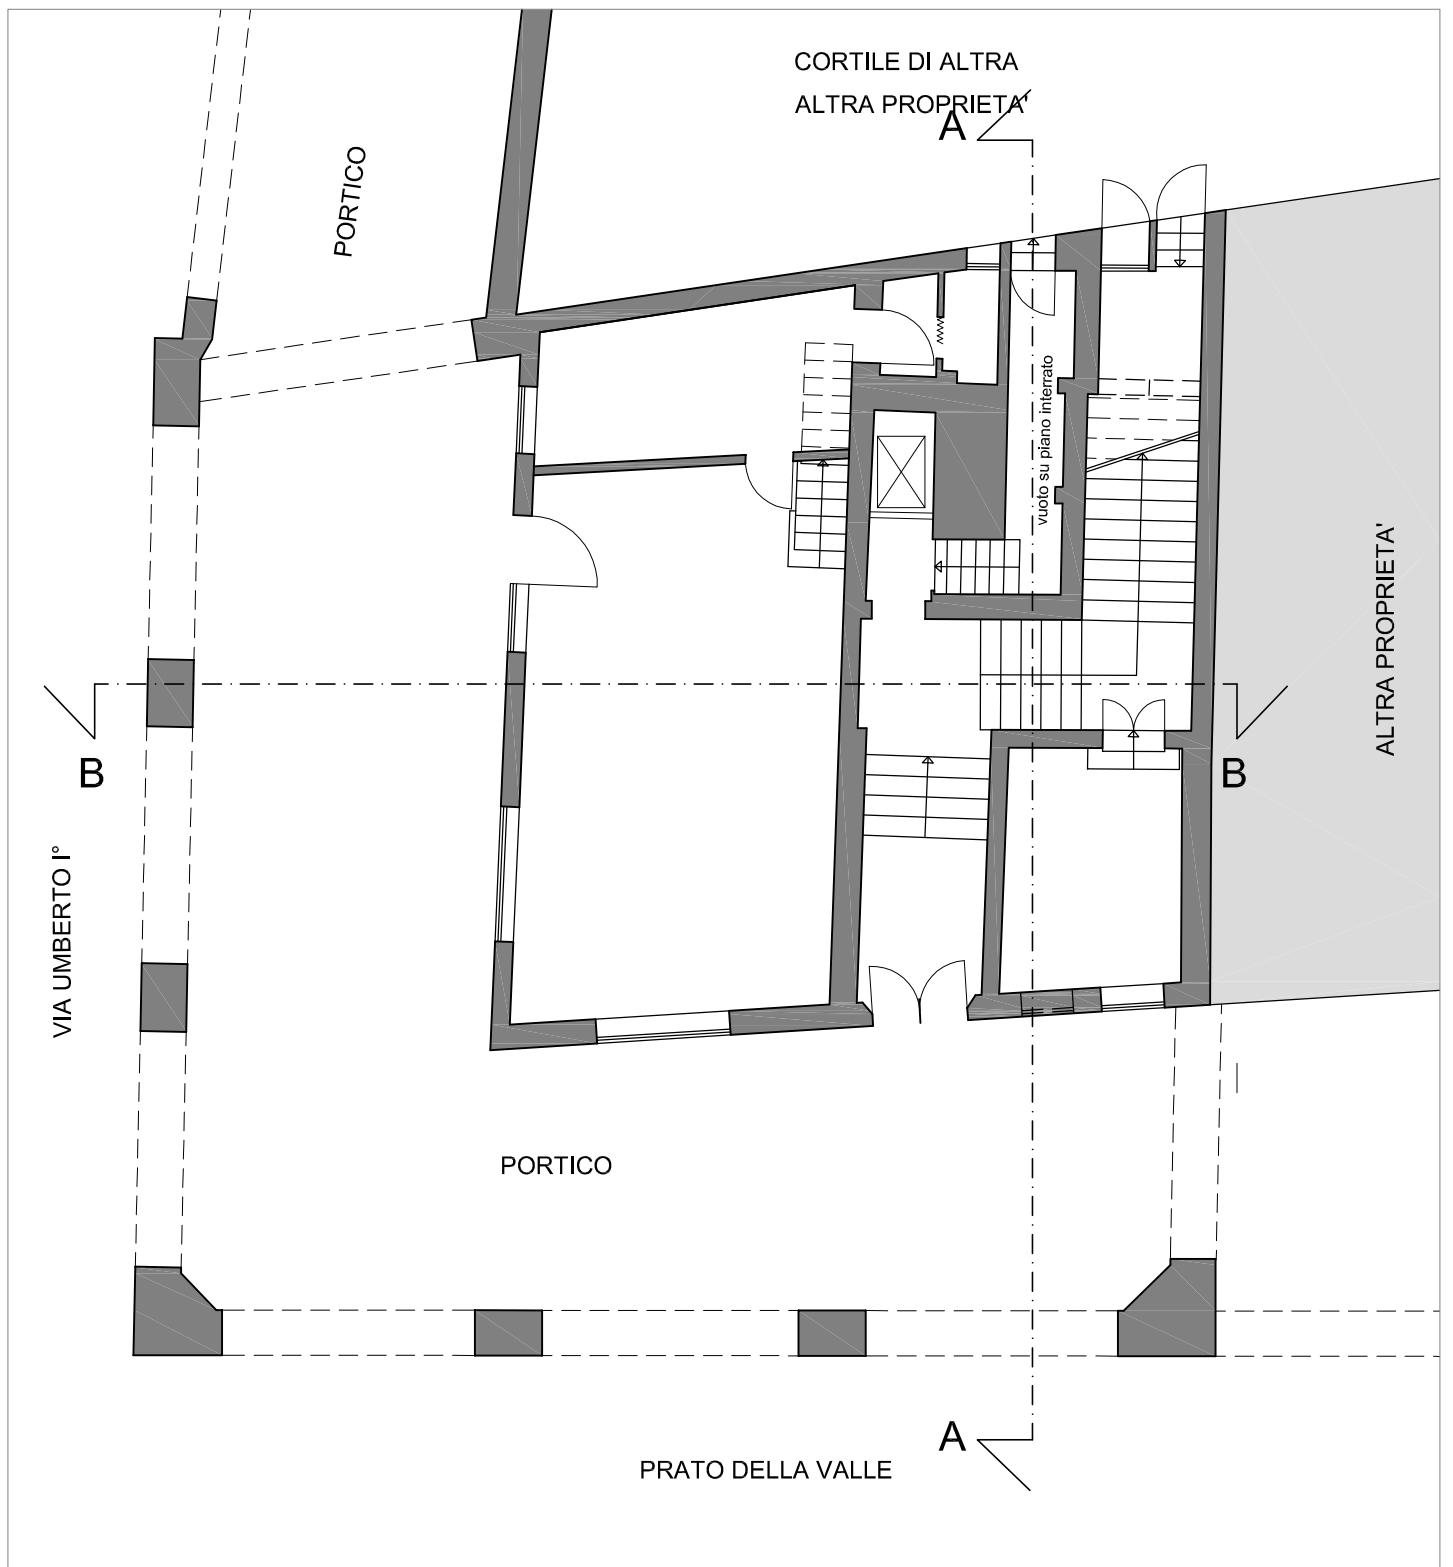 CORTILE DI ALTRA
ALTRA PROPRIETA'
A
PORTICO
vuoto su piano interrato
ALTRA PROPRIETA'
B
B
VIA UMBERTO I°
PORTICO
A
PRATO DELLA VALLE